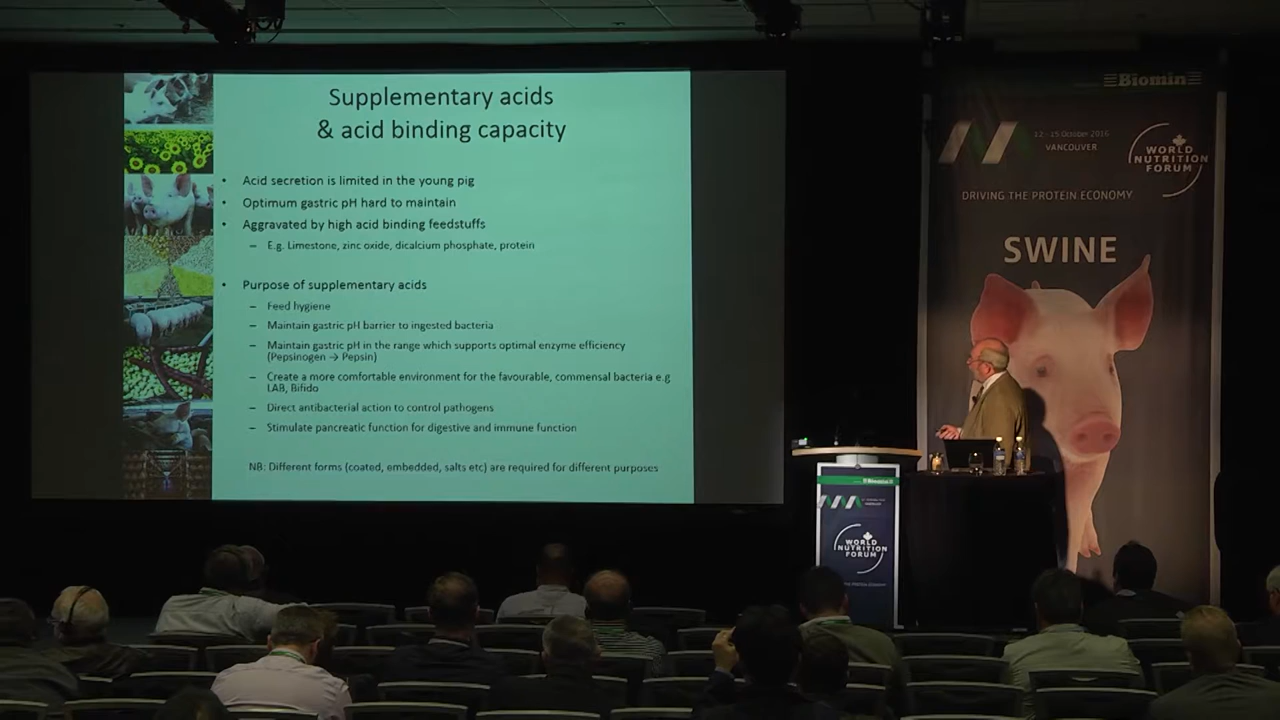 Supplementary acids
& acid binding capacity
• Acid secretion is limited in the young pig
• Optimum gastric pH hard to maintain
• Aggravated by high acid binding feedstuffs
– E.g. Limestone, zinc oxide, dicalcium phosphate, protein
• Purpose of supplementary acids
– Feed hygiene
– Maintain gastric pH barrier to ingested bacteria
– Maintain gastric pH in the range which supports optimal enzyme efficiency
(Pepsinogen → Pepsin)
– Create a more comfortable environment for the favourable, commensal bacteria e.g
LAB, Bifido
– Direct antibacterial action to control pathogens
– Stimulate pancreatic function for digestive and immune function
NB: Different forms (coated, embedded, salts etc) are required for different purposes
Biomin
12 - 15 October 2016
VANCOUVER
WORLD
NUTRITION
FORUM
DRIVING THE PROTEIN ECONOMY
SWINE
Biomin
WORLD
NUTRITION
FORUM